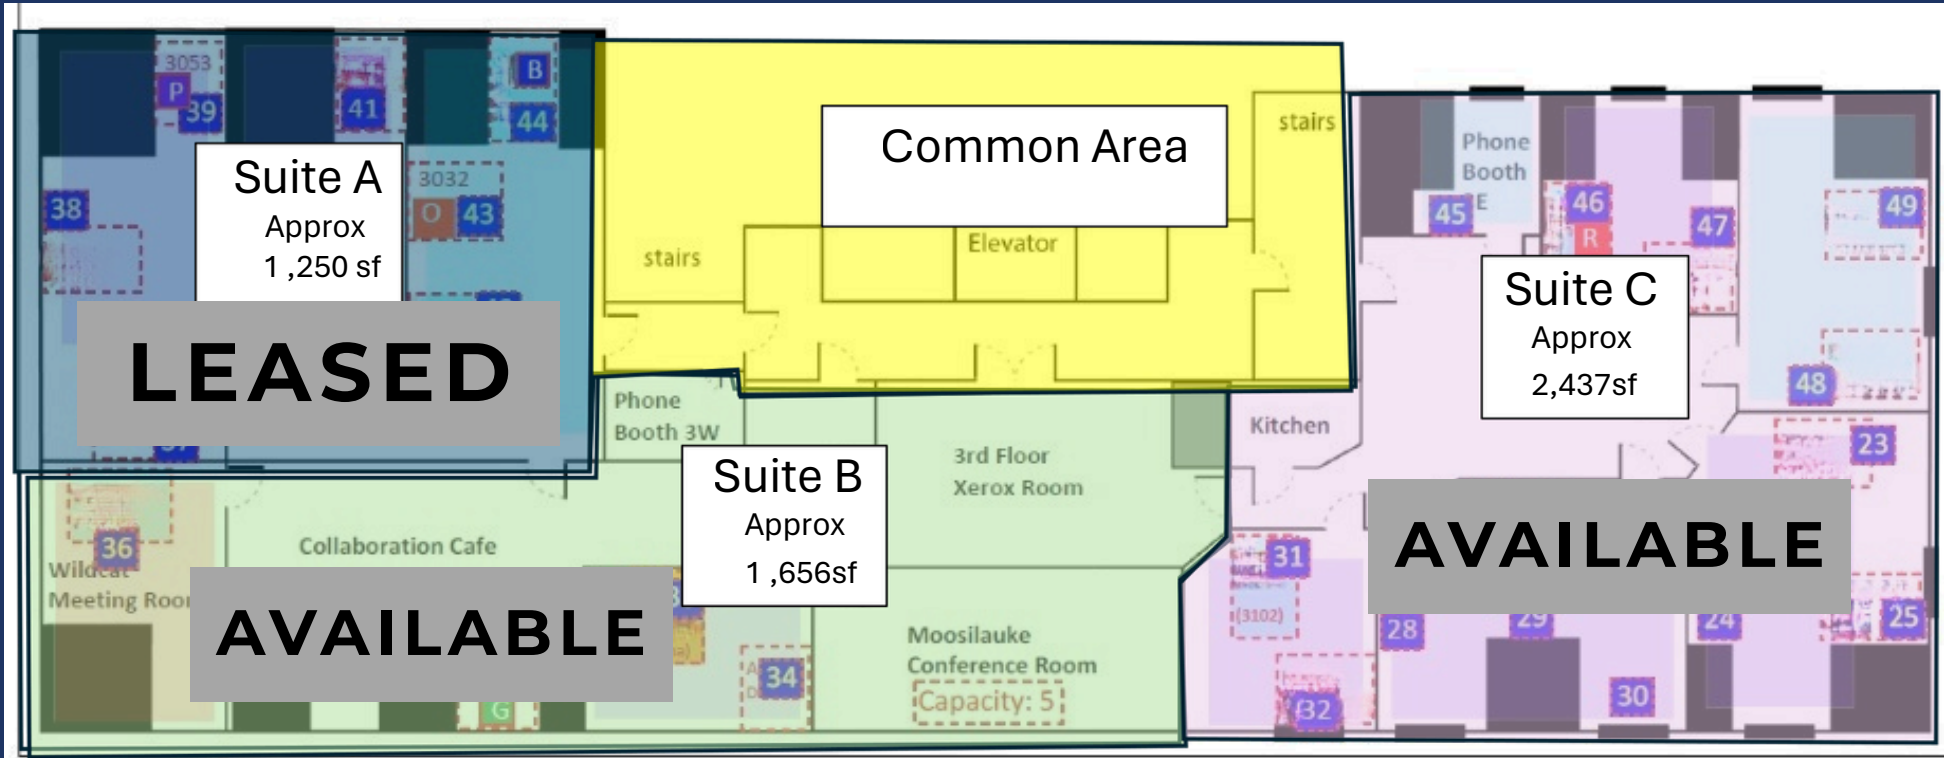 3053
P
39
41
B
44
38
Suite A
Approx
1 ,250 sf
3032
O
43
LEASED
36
Wildcat
Meeting Room
Collaboration Cafe
AVAILABLE
G
34
Phone
Booth 3W
Suite B
Approx
1 ,656sf
3rd Floor
Xerox Room
Moosilauke
Conference Room
Capacity: 5
Common Area
stairs
Elevator
stairs
Phone
Booth
45
46
R
47
49
Suite C
Approx
2,437sf
48
Kitchen
23
AVAILABLE
31
(3102)
32
28
29
24
25
30